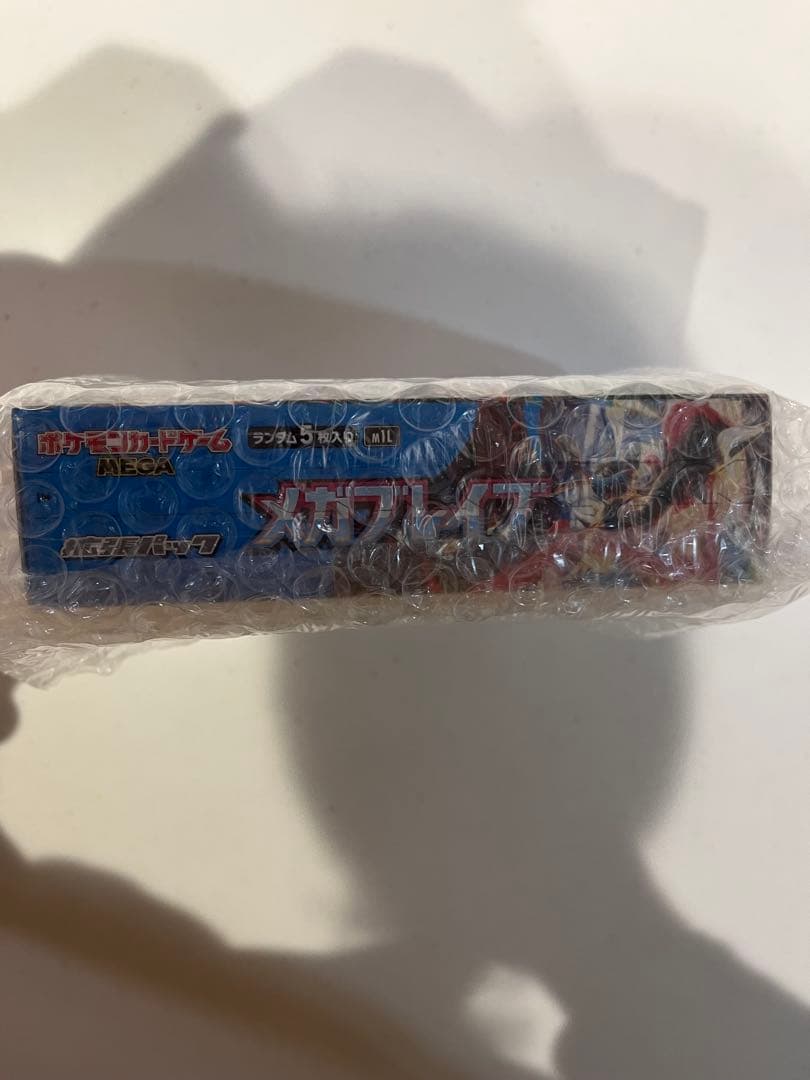 ポケモンカードゲーム
MEGA
ランダム5枚入り
M1L
拡張パック
メガブレイブ